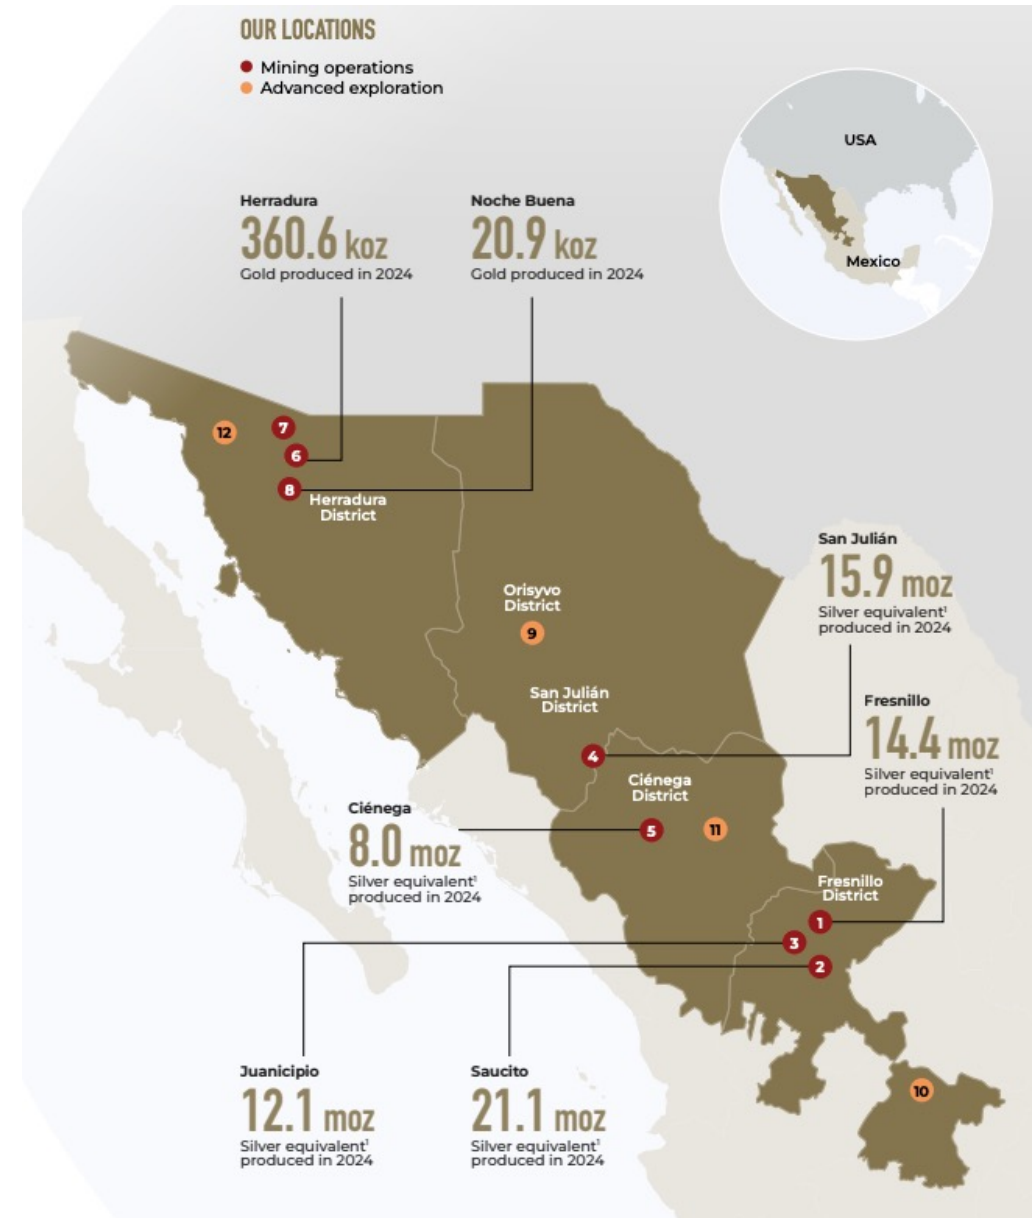 OUR LOCATIONS
Mining operations
Advanced exploration
USA
Mexico
Herradura
360.6 koz
Gold produced in 2024
Noche Buena
20.9 koz
Gold produced in 2024
12
7
6
8
Herradura
District
San Julián
15.9 moz
Silver equivalent¹
produced in 2024
Orisyvo
District
9
San Julián
District
Fresnillo
14.4 moz
Silver equivalent¹
produced in 2024
4
Ciénega
District
Ciénega
8.0 moz
Silver equivalent¹
produced in 2024
5
11
Fresnillo
District
1
3
2
Juanicipio
12.1 moz
Silver equivalent¹
produced in 2024
Saucito
21.1 moz
Silver equivalent¹
produced in 2024
10